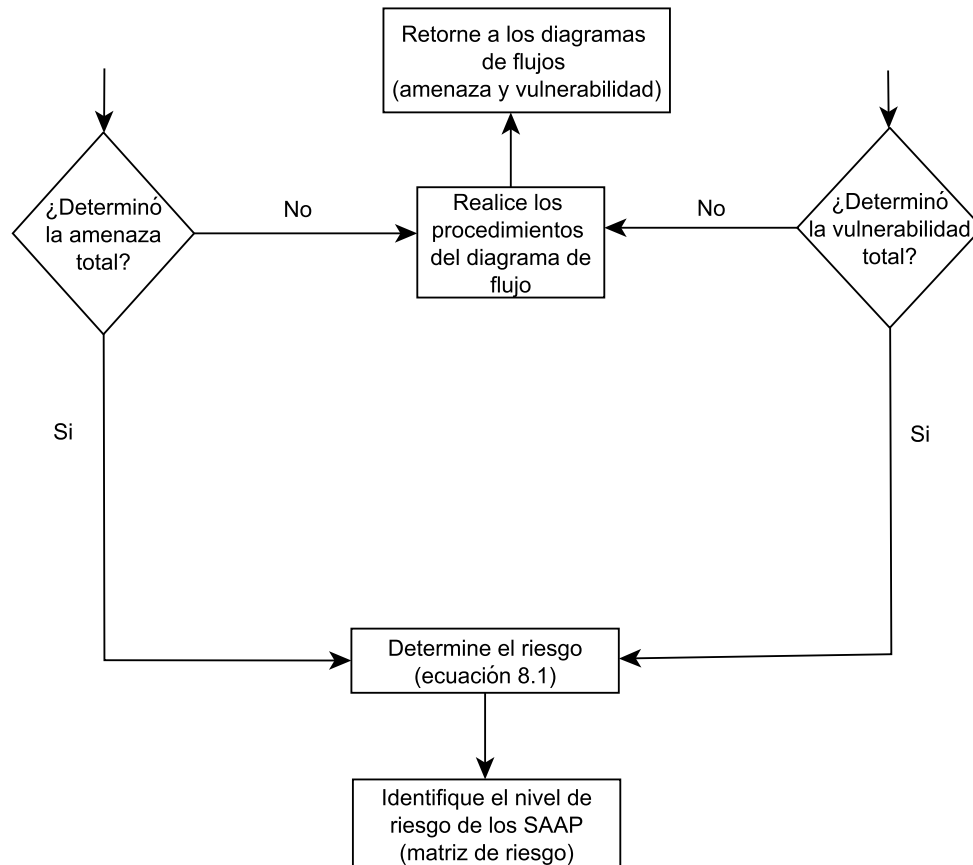 Retorne a los diagramas
de flujos
(amenaza y vulnerabilidad)
¿Determinó
la amenaza
total?
No
Realice los
procedimientos
del diagrama de
flujo
No
¿Determinó
la vulnerabilidad
total?
Si
Si
Determine el riesgo
(ecuación 8.1)
Identifique el nivel de
riesgo de los SAAP
(matriz de riesgo)